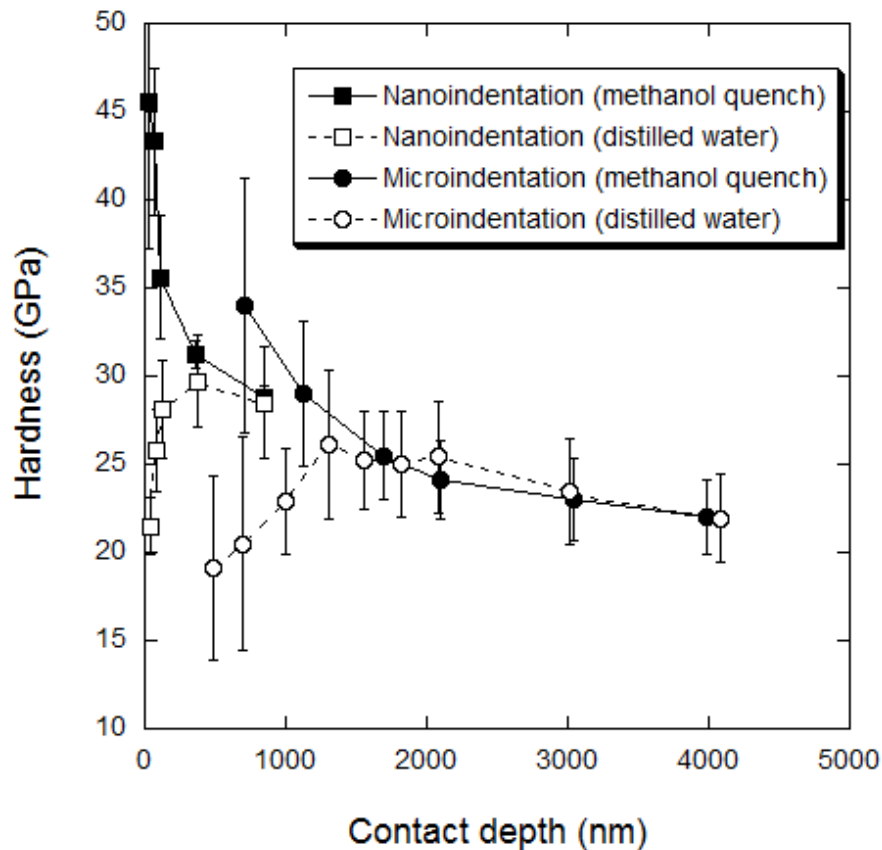 50
45
40
35
30
25
20
15
10
Hardness (GPa)
Nanoindentation (methanol quench)
Nanoindentation (distilled water)
Microindentation (methanol quench)
Microindentation (distilled water)
0 1000 2000 3000 4000 5000
Contact depth (nm)